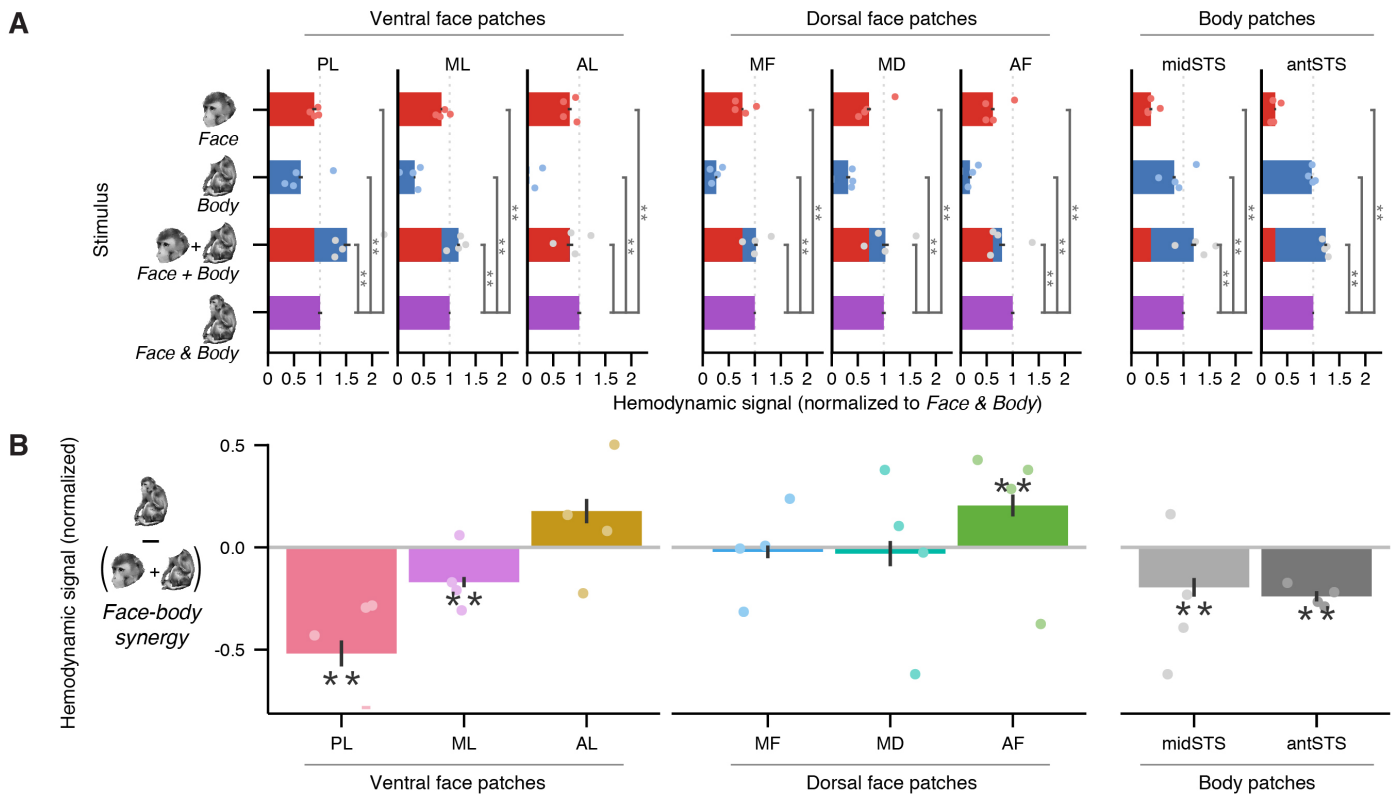 A
Ventral face patches
Dorsal face patches
Body patches
PL
ML
AL
MF
MD
AF
midSTS
antSTS
Stimulus
Face
Body
+
Face + Body
Face & Body
** ** **
** ** **
** **
** **
** **
** ** **
** ** **
** ** **
0 0.5 1 1.5 2
0 0.5 1 1.5 2
0 0.5 1 1.5 2
0 0.5 1 1.5 2
0 0.5 1 1.5 2
0 0.5 1 1.5 2
0 0.5 1 1.5 2
0 0.5 1 1.5 2
Hemodynamic signal (normalized to Face & Body)
B
Hemodynamic signal (normalized)
–
( + )
Face-body
synergy
0.5
0.0
-0.5
**
**
**
**
**
PL
ML
AL
MF
MD
AF
midSTS
antSTS
Ventral face patches
Dorsal face patches
Body patches